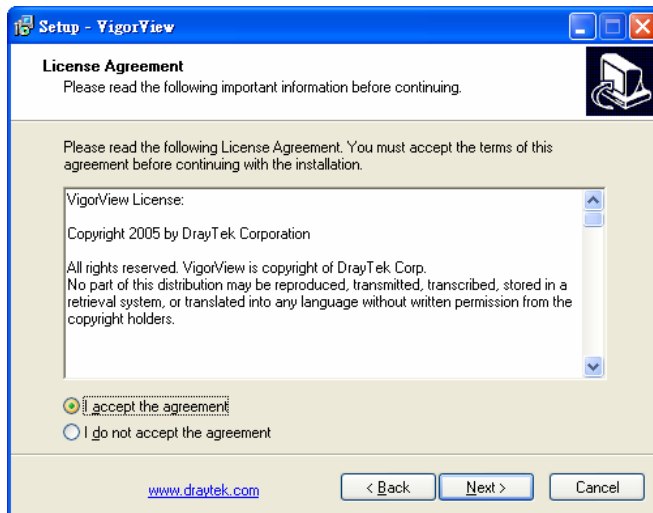 Setup - VigorView
License Agreement
Please read the following important information before continuing.
Please read the following License Agreement. You must accept the terms of this
agreement before continuing with the installation.
VigorView License:
Copyright 2005 by DrayTek Corporation
All rights reserved. VigorView is copyright of DrayTek Corp.
No part of this distribution may be reproduced, transmitted, transcribed, stored in a
retrieval system, or translated into any language without written permission from the
copyright holders.
I accept the agreement
I do not accept the agreement
www.draytek.com
< Back
Next >
Cancel